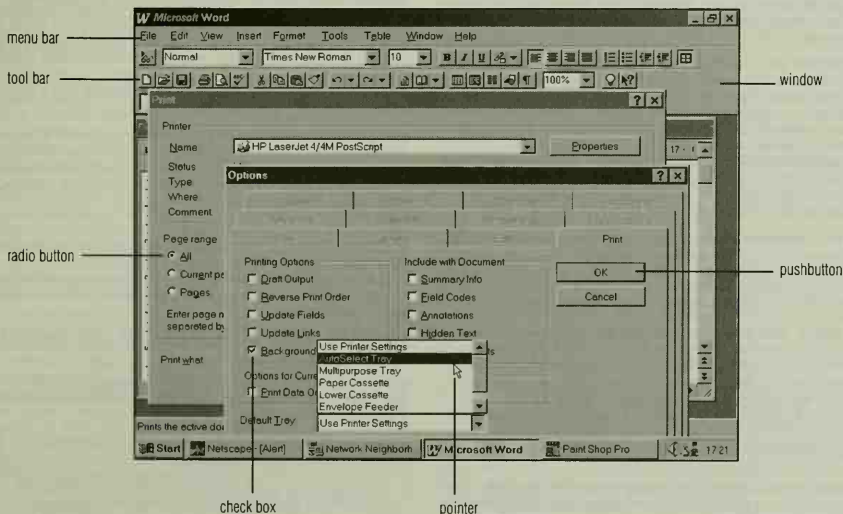 Microsoft Word
menu bar
File Edit View Insert Format Tools Table Window Help
Normal Times New Roman 10 B I U
tool bar
100%
window
Print
Printer
Name HP LaserJet 4/4M PostScript Properties
Status
Type
Where
Comment
17
Options
Print
Page range
radio button
All
Current
Pages
Enter page
separated by
Print what
Printing Options
Draft Output
Reverse Print Order
Update Fields
Update Links
Background
Include with Document
Summary Info
Field Codes
Annotations
Hidden Text
OK
pushbutton
Cancel
Use Printer Settings
AutoSelect Tray
Multipurpose Tray
Paper Cassette
Lower Cassette
Envelope Feeder
Options for
Print Data
Default Tray: Use Printer Settings
Prints the active
Start Netscape - [Alert] Network Neighborh Microsoft Word Paint Shop Pro 17:21
check box
pointer